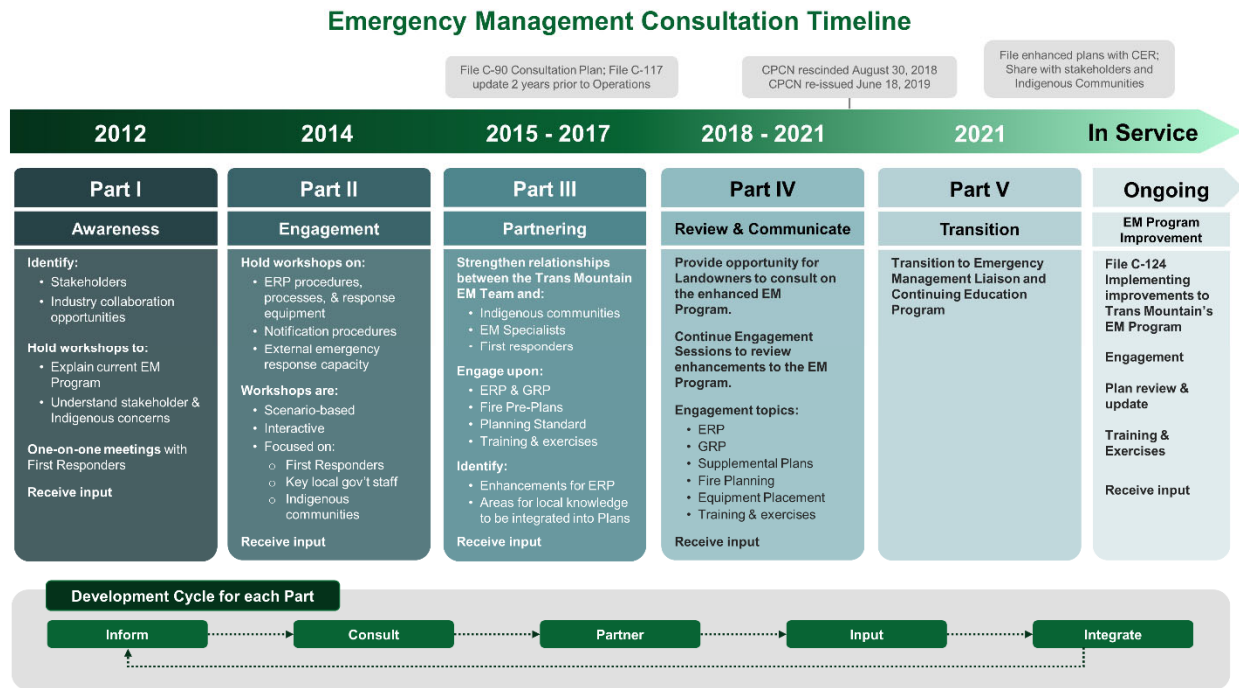 Emergency Management Consultation Timeline
File C-90 Consultation Plan; File C-117
update 2 years prior to Operations
CPCN rescinded August 30, 2018
CPCN re-issued June 18, 2019
File enhanced plans with CER;
Share with stakeholders and
Indigenous Communities
2012
2014
2015 - 2017
2018 - 2021
2021
In Service
Part I
Awareness
Identify:
• Stakeholders
• Industry collaboration
opportunities
Hold workshops to:
• Explain current EM
Program
• Understand stakeholder &
Indigenous concerns
One-on-one meetings with
First Responders
Receive input
Part II
Engagement
Hold workshops on:
• ERP procedures,
processes, & response
equipment
• Notification procedures
• External emergency
response capacity
Workshops are:
• Scenario-based
• Interactive
• Focused on:
o First Responders
o Key local gov't staff
o Indigenous
communities
Receive input
Part III
Partnering
Strengthen relationships
between the Trans Mountain
EM Team and:
• Indigenous communities
• EM Specialists
• First responders
Engage upon:
• ERP & GRP
• Fire Pre-Plans
• Planning Standard
• Training & exercises
Identify:
• Enhancements for ERP
• Areas for local knowledge
to be integrated into Plans
Receive input
Part IV
Review & Communicate
Provide opportunity for
Landowners to consult on
the enhanced EM
Program.
Continue Engagement
Sessions to review
enhancements to the EM
Program.
Engagement topics:
• ERP
• GRP
• Supplemental Plans
• Fire Planning
• Equipment Placement
• Training & exercises
Receive input
Part V
Transition
Transition to Emergency
Management Liaison and
Continuing Education
Program
Ongoing
EM Program
Improvement
File C-124
Implementing
improvements to
Trans Mountain's
EM Program
Engagement
Plan review &
update
Training &
Exercises
Receive input
Development Cycle for each Part
Inform
Consult
Partner
Input
Integrate